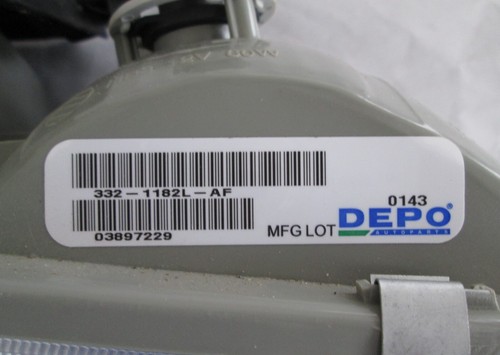 332-1182L-AF
0143
03897229
MFG LOT DEPO®
AUTOPARTS